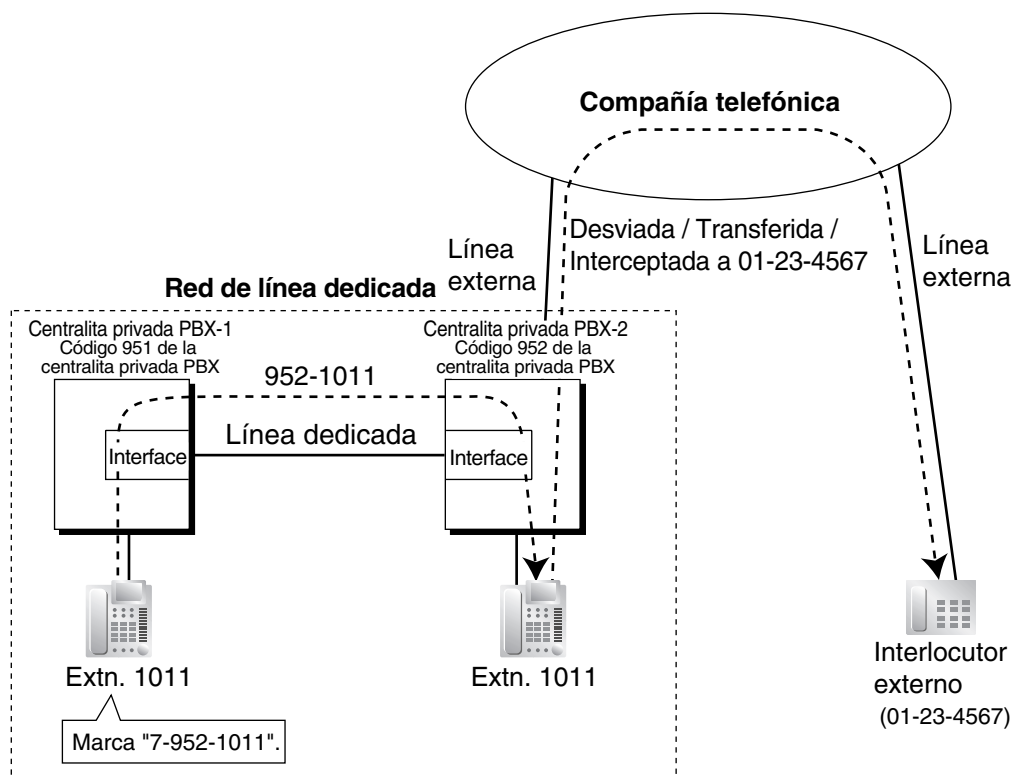 Compañía telefónica
Desviada / Transferida /
Interceptada a 01-23-4567
Línea
externa
Línea
externa
Red de línea dedicada
Centralita privada PBX-1
Código 951 de la
centralita privada PBX
Centralita privada PBX-2
Código 952 de la
centralita privada PBX
952-1011
Línea dedicada
Interface
Interface
Extn. 1011
Extn. 1011
Marca "7-952-1011".
Interlocutor
externo
(01-23-4567)